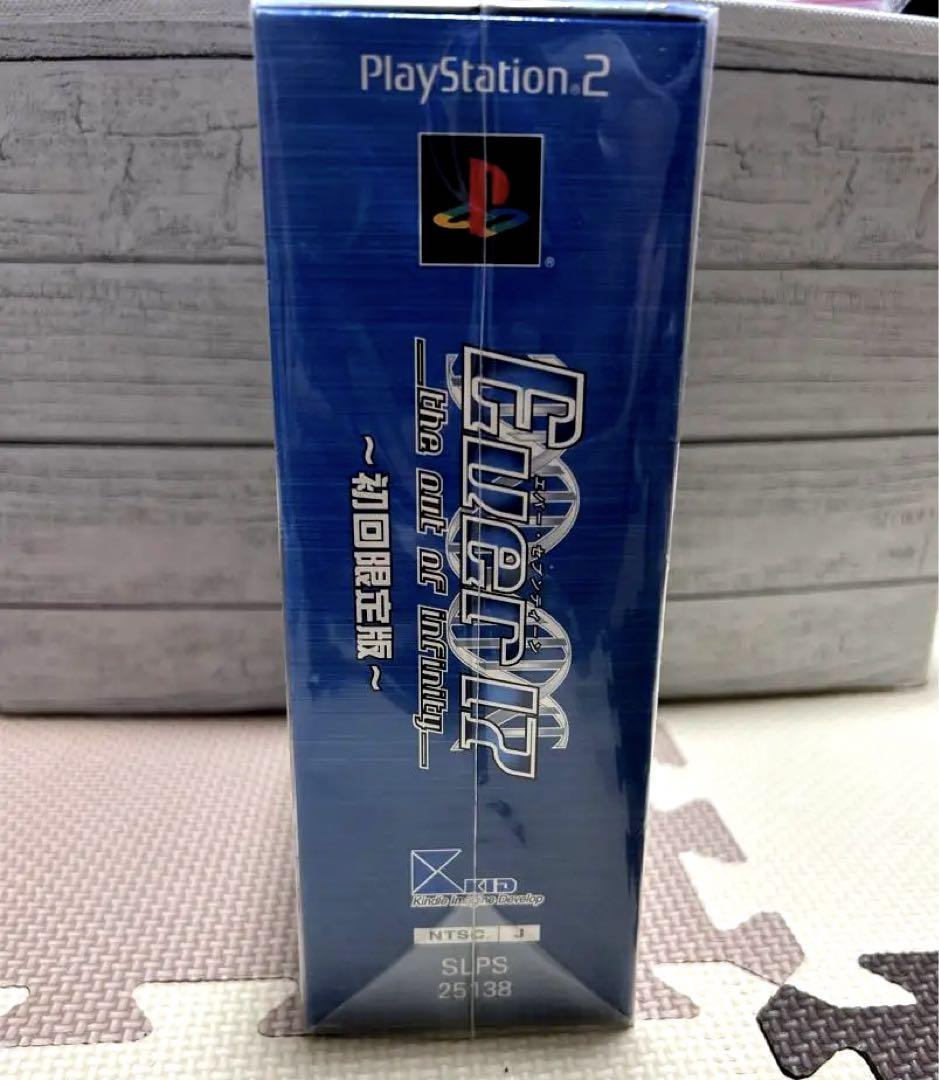 PlayStation®2
®
Ever17
エバー・セブンティーン
—the out of infinity—
～初回限定版～
KID
Kindle Imagine Develop
NTSC J
SLPS
25138